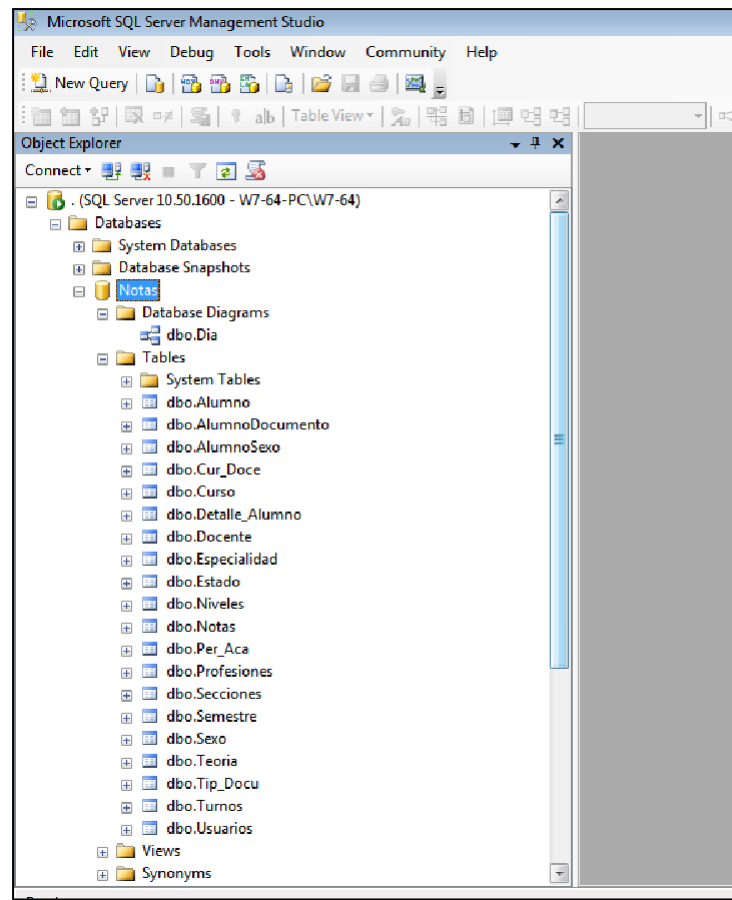 Microsoft SQL Server Management Studio
File Edit View Debug Tools Window Community Help
New Query
Table View
Object Explorer
Connect
. (SQL Server 10.50.1600 - W7-64-PC\W7-64)
Databases
System Databases
Database Snapshots
Notas
Database Diagrams
dbo.Dia
Tables
System Tables
dbo.Alumno
dbo.AlumnoDocumento
dbo.AlumnoSexo
dbo.Cur_Doce
dbo.Curso
dbo.Detalle_Alumno
dbo.Docente
dbo.Especialidad
dbo.Estado
dbo.Niveles
dbo.Notas
dbo.Per_Aca
dbo.Profesiones
dbo.Secciones
dbo.Semestre
dbo.Sexo
dbo.Teoria
dbo.Tip_Docu
dbo.Turnos
dbo.Usuarios
Views
Synonyms